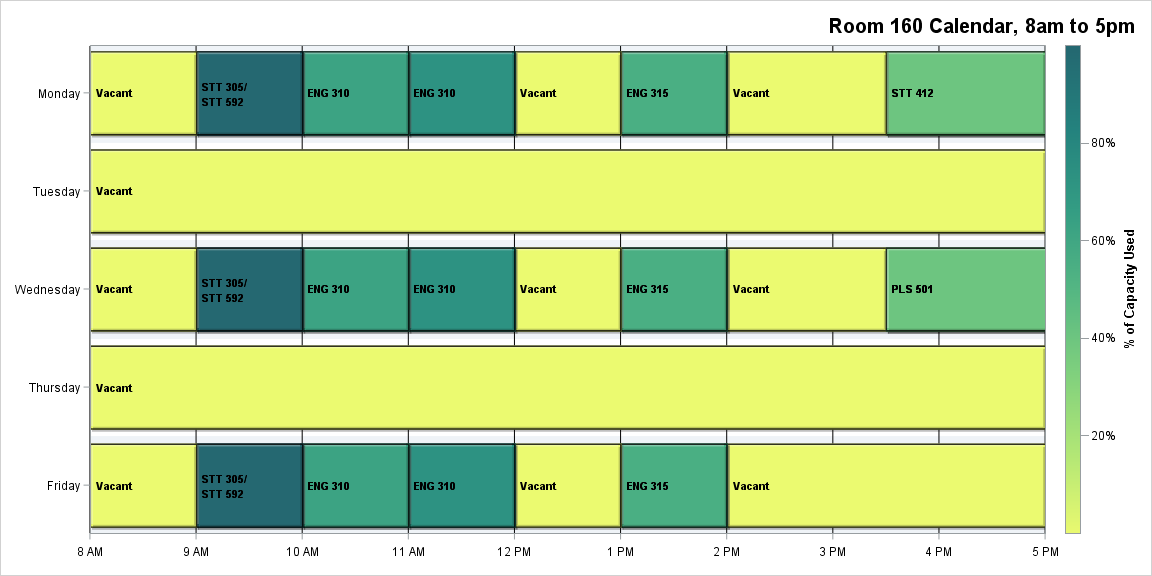 Room 160 Calendar, 8am to 5pm
Monday
Vacant
STT 305/
STT 592
ENG 310
ENG 310
Vacant
ENG 315
Vacant
STT 412
Tuesday
Vacant
Wednesday
Vacant
STT 305/
STT 592
ENG 310
ENG 310
Vacant
ENG 315
Vacant
PLS 501
Thursday
Vacant
Friday
Vacant
STT 305/
STT 592
ENG 310
ENG 310
Vacant
ENG 315
Vacant
8 AM
9 AM
10 AM
11 AM
12 PM
1 PM
2 PM
3 PM
4 PM
5 PM
80%
60%
40%
20%
% of Capacity Used